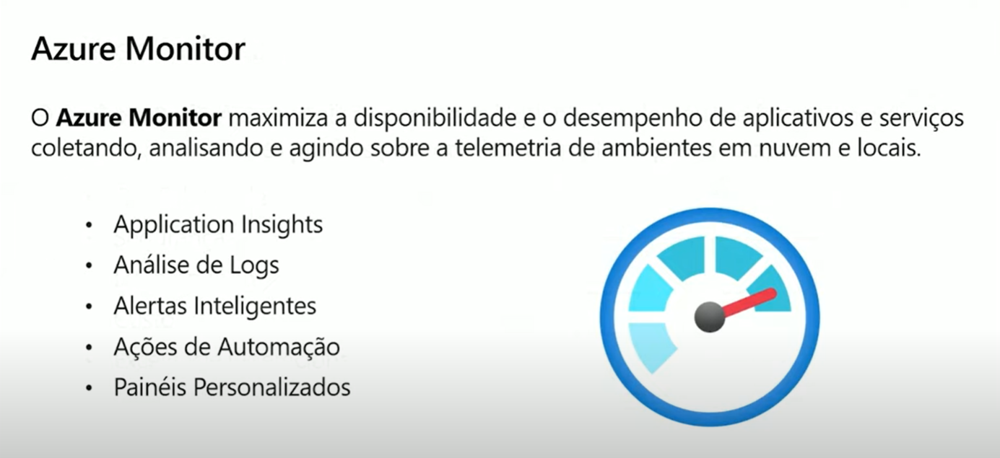 Azure Monitor
O Azure Monitor maximiza a disponibilidade e o desempenho de aplicativos e serviços
coletando, analisando e agindo sobre a telemetria de ambientes em nuvem e locais.
• Application Insights
• Análise de Logs
• Alertas Inteligentes
• Ações de Automação
• Painéis Personalizados